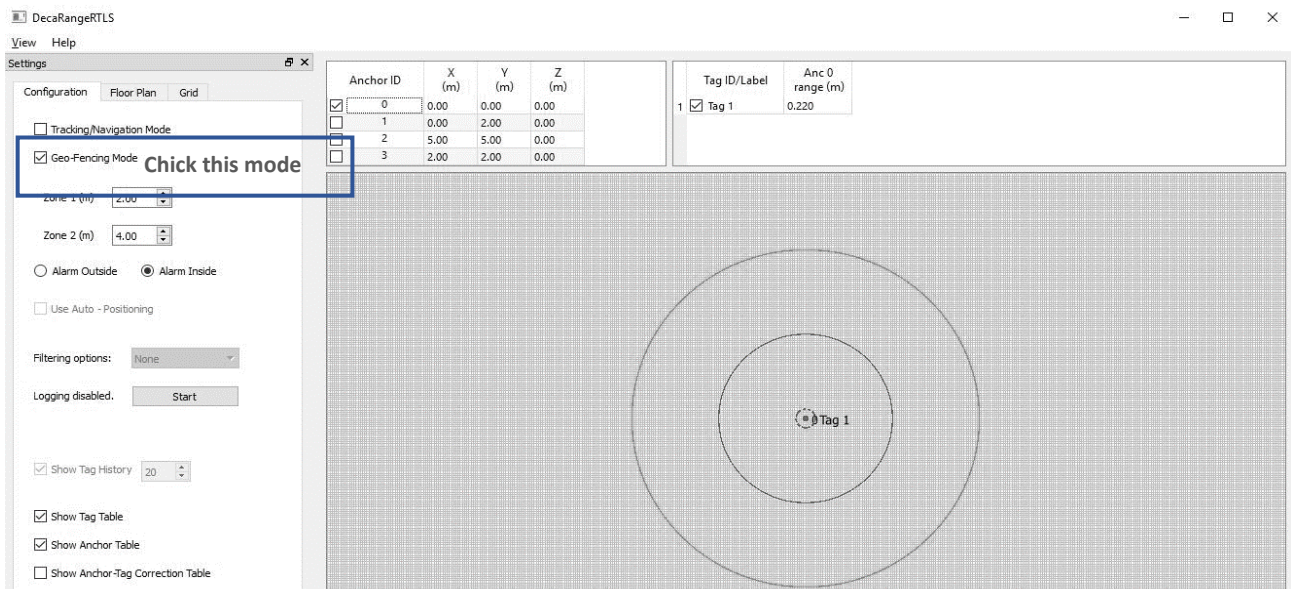 DecaRangeRTLS
View Help
Settings
Configuration Floor Plan Grid
Tracking/Navigation Mode
Geo-Fencing Mode
Chick this mode
Zone 1 (m) 2.00
Zone 2 (m) 4.00
Alarm Outside Alarm Inside
Use Auto - Positioning
Filtering options: None
Logging disabled. Start
Show Tag History 20
Show Tag Table
Show Anchor Table
Show Anchor-Tag Correction Table
Anchor ID X (m) Y (m) Z (m)
0 0.00 0.00 0.00
1 0.00 2.00 0.00
2 5.00 5.00 0.00
3 2.00 2.00 0.00
Tag ID/Label Anc 0 range (m)
1 Tag 1 0.220
0 Tag 1